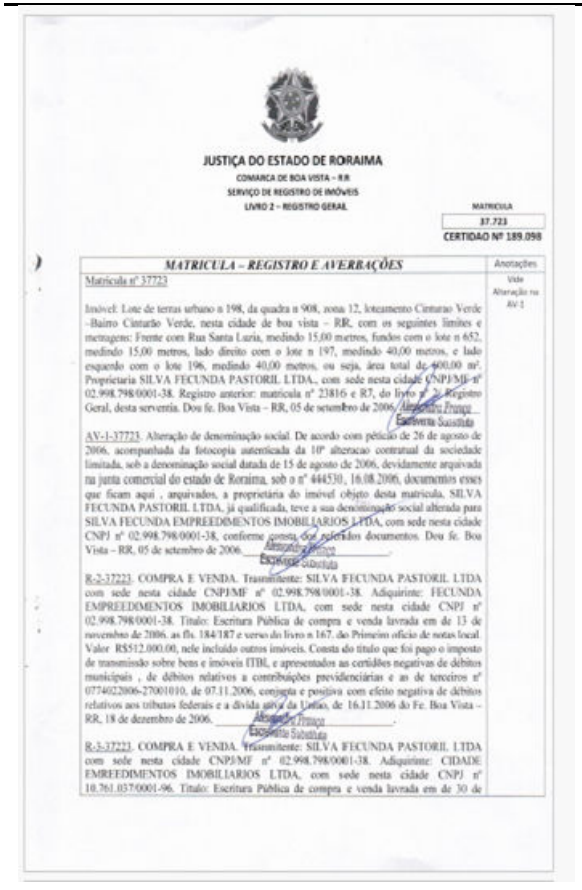 JUSTIÇA DO ESTADO DE RORAIMA
COMARCA DE BOA VISTA – RR
SERVIÇO DE REGISTRO DE IMÓVEIS
LIVRO 2 – REGISTRO GERAL
MATRICULA
37.723
CERTIDAO Nº 189.098
MATRICULA – REGISTRO E AVERBAÇÕES
Anotações
Matricula nº 37723
Vide
Alteração na
AV-1
Imóvel: Lote de terras urbano n 198, da quadra n 908, zona 12, loteamento Cinturao Verde
–Bairro Cinturão Verde, nesta cidade de boa vista – RR, com os seguintes limites e
metragens: Frente com Rua Santa Luzia, medindo 15,00 metros, fundos com o lote n 652,
medindo 15,00 metros, lado direito com o lote n 197, medindo 40,00 metros, e lado
esquerdo com o lote 196, medindo 40,00 metros, ou seja, área total de 600,00 m².
Proprietaria SILVA FECUNDA PASTORIL LTDA., com sede nesta cidade CNPJ/MF nº
02.998.798/0001-38. Registro anterior: matricula nº 23816 e R7, do livro nº 2/ Registro
Geral, desta serventia. Dou fe. Boa Vista – RR, 05 de setembro de 2006.
Escrevente Substituta
AV-1-37723. Alteração de denominação social. De acordo com petição de 26 de agosto de
2006, acompanhada da fotocopia autenticada da 10ª alteracao contratual da sociedade
limitada, sob a denominação social datada de 15 de agosto de 2006, devidamente arquivada
na junta comercial do estado de Roraima, sob o nº 444530, 16.08.2006, documentos esses
que ficam aqui , arquivados, a proprietária do imóvel objeto desta matricula, SILVA
FECUNDA PASTORIL LTDA, já qualificada, teve a sua denominação social alterada para
SILVA FECUNDA EMPREEDIMENTOS IMOBILIARIOS LTDA, com sede nesta cidade
CNPJ nº 02.998.798/0001-38, conforme consta dos referidos documentos. Dou fe. Boa
Vista – RR, 05 de setembro de 2006.
Escrevente Substituta
R-2-37223. COMPRA E VENDA. Trasnmitente: SILVA FECUNDA PASTORIL LTDA
com sede nesta cidade CNPJ/MF nº 02.998.798/0001-38. Adiquirinte: FECUNDA
EMPREEDIMENTOS IMOBILIARIOS LTDA, com sede nesta cidade CNPJ nº
02.998.798/0001-38. Titulo: Escritura Pública de compra e venda lavrada em de 13 de
novembro de 2006. as fls. 184/187 e verso do livro n 167. do Primeiro oficio de notas local.
Valor R$512.000.00, nele incluido outros imóveis. Consta do titulo que foi pago o imposto
de transmissão sobre bens e imóveis ITBI, e apresentados as certidões negativas de débitos
municipais , de débitos relativos a contribuições previdenciárias e as de terceiros nº
0774022006-27001010, de 07.11.2006, conjunta e positiva com efeito negativa de débitos
relativos aos tributos federais e a divida ativa da União, de 16.11.2006 do Fe. Boa Vista –
RR, 18 de dezembro de 2006.
Escrevente Substituta
R-3-37223. COMPRA E VENDA. Trasnmitente: SILVA FECUNDA PASTORIL LTDA
com sede nesta cidade CNPJ/MF nº 02.998.798/0001-38. Adiquirinte: CIDADE
EMREEDIMENTOS IMOBILIARIOS LTDA, com sede nesta cidade CNPJ nº
10.761.037/0001-96. Titulo: Escritura Pública de compra e venda lavrada em de 30 de